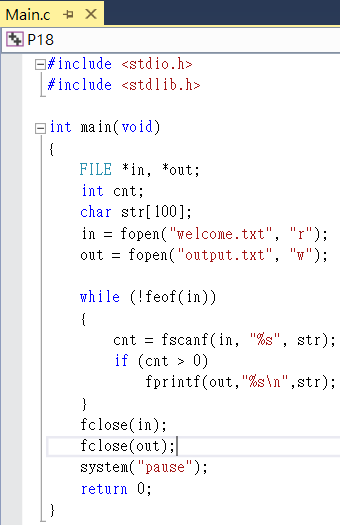 Main.c
P18
#include <stdio.h>
#include <stdlib.h>
int main(void)
{
FILE *in, *out;
int cnt;
char str[100];
in = fopen("welcome.txt", "r");
out = fopen("output.txt", "w");
while (!feof(in))
{
cnt = fscanf(in, "%s", str);
if (cnt > 0)
fprintf(out,"%s\n",str);
}
fclose(in);
fclose(out);
system("pause");
return 0;
}